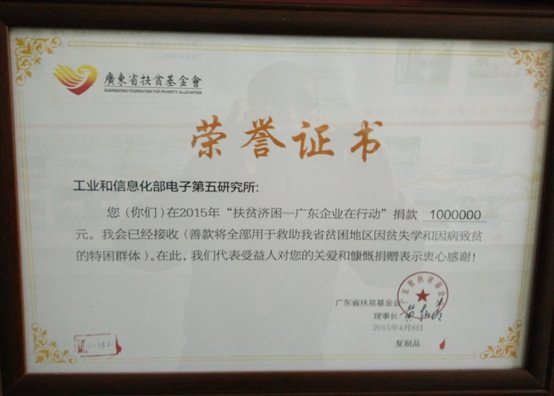 廣東省扶貧基金會
GUANGDONG FOUNDATION FOR POVERTY ALLEVIATION
荣誉证书
工业和信息化部电子第五研究所：
您（你们）在2015年“扶贫济困—广东企业在行动”捐款 1000000
元。我会已经接收（善款将全部用于救助我省贫困地区因贫失学和因病致贫
的特困群体）。在此，我们代表受益人对您的关爱和慷慨捐赠表示衷心感谢！
广东省扶贫基金会
理事长
2015年4月8日
复制品